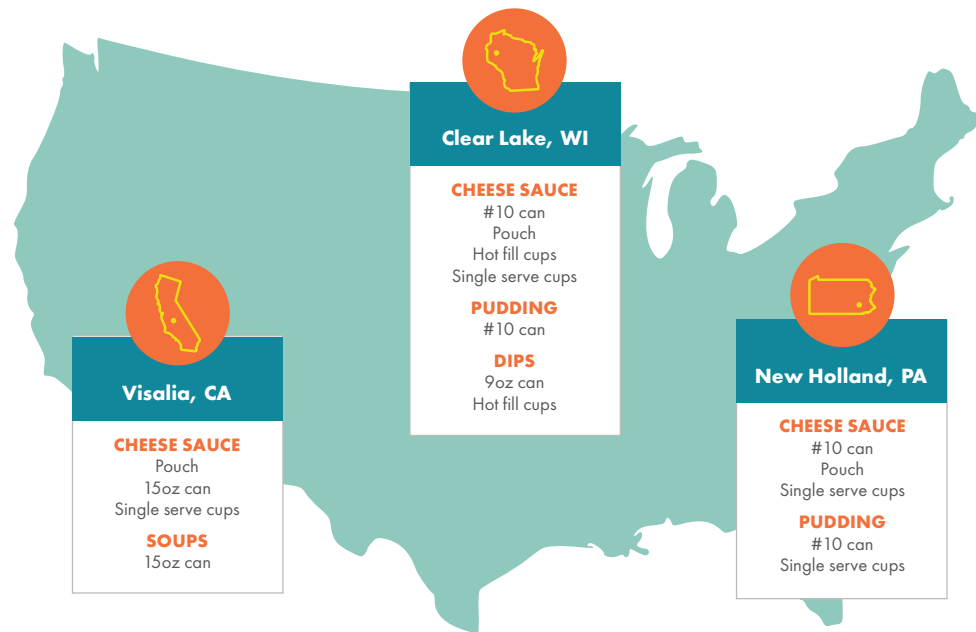 Clear Lake, WI
CHEESE SAUCE
#10 can
Pouch
Hot fill cups
Single serve cups
PUDDING
#10 can
DIPS
9oz can
Hot fill cups
Visalia, CA
CHEESE SAUCE
Pouch
15oz can
Single serve cups
SOUPS
15oz can
New Holland, PA
CHEESE SAUCE
#10 can
Pouch
Single serve cups
PUDDING
#10 can
Single serve cups